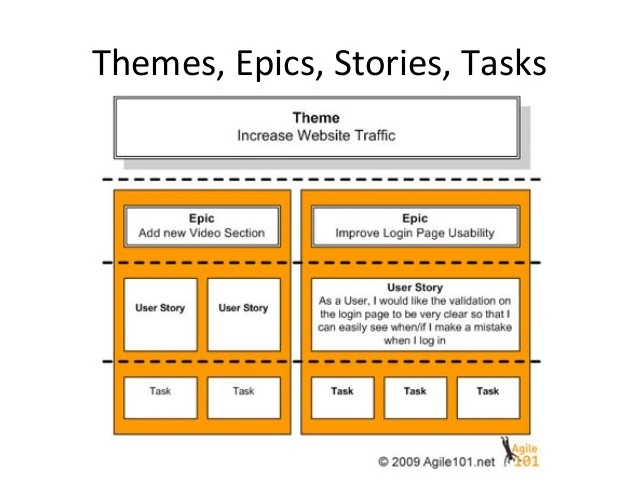 Themes, Epics, Stories, Tasks
Theme
Increase Website Traffic
Epic
Add new Video Section
Epic
Improve Login Page Usability
User Story
User Story
User Story
As a User, I would like the validation on
the login page to be very clear so that I
can easily see when/if I make a mistake
when I log in
Task
Task
Task
Task
Task
© 2009 Agile101.net
Agile
101